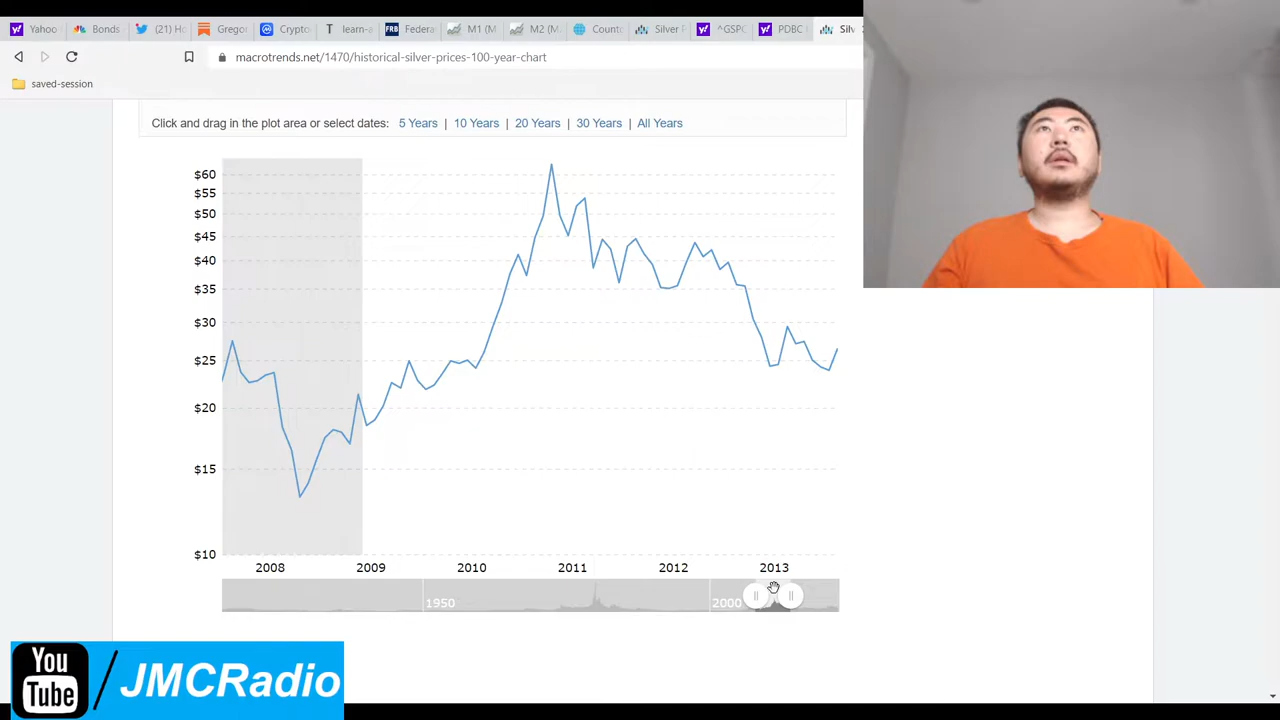 Yahoo Bonds (21) Ho Grego Crypto learn-a FRB Federa M1 (M M2 (M Count Silver P ^GSPC PDBC Silv
macrotrends.net/1470/historical-silver-prices-100-year-chart
saved-session
Click and drag in the plot area or select dates: 5 Years | 10 Years | 20 Years | 30 Years | All Years
$60
$55
$50
$45
$40
$35
$30
$25
$20
$15
$10
2008 2009 2010 2011 2012 2013
1950 2000
You Tube / JMCRadio